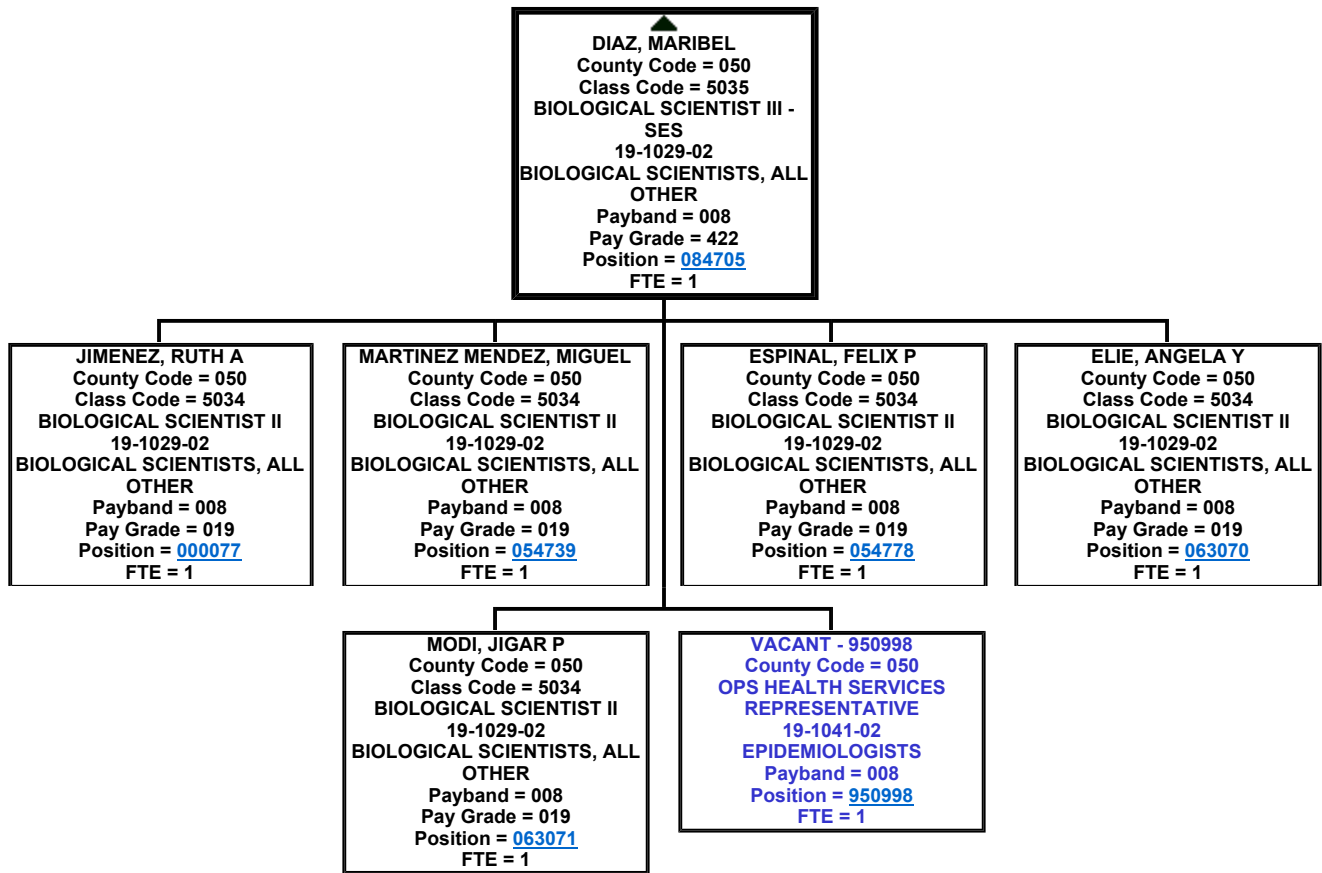 DIAZ, MARIBEL
County Code = 050
Class Code = 5035
BIOLOGICAL SCIENTIST III -
SES
19-1029-02
BIOLOGICAL SCIENTISTS, ALL
OTHER
Payband = 008
Pay Grade = 422
Position = 084705
FTE = 1
JIMENEZ, RUTH A
County Code = 050
Class Code = 5034
BIOLOGICAL SCIENTIST II
19-1029-02
BIOLOGICAL SCIENTISTS, ALL
OTHER
Payband = 008
Pay Grade = 019
Position = 000077
FTE = 1
MARTINEZ MENDEZ, MIGUEL
County Code = 050
Class Code = 5034
BIOLOGICAL SCIENTIST II
19-1029-02
BIOLOGICAL SCIENTISTS, ALL
OTHER
Payband = 008
Pay Grade = 019
Position = 054739
FTE = 1
ESPINAL, FELIX P
County Code = 050
Class Code = 5034
BIOLOGICAL SCIENTIST II
19-1029-02
BIOLOGICAL SCIENTISTS, ALL
OTHER
Payband = 008
Pay Grade = 019
Position = 054778
FTE = 1
ELIE, ANGELA Y
County Code = 050
Class Code = 5034
BIOLOGICAL SCIENTIST II
19-1029-02
BIOLOGICAL SCIENTISTS, ALL
OTHER
Payband = 008
Pay Grade = 019
Position = 063070
FTE = 1
MODI, JIGAR P
County Code = 050
Class Code = 5034
BIOLOGICAL SCIENTIST II
19-1029-02
BIOLOGICAL SCIENTISTS, ALL
OTHER
Payband = 008
Pay Grade = 019
Position = 063071
FTE = 1
VACANT - 950998
County Code = 050
OPS HEALTH SERVICES
REPRESENTATIVE
19-1041-02
EPIDEMIOLOGISTS
Payband = 008
Position = 950998
FTE = 1